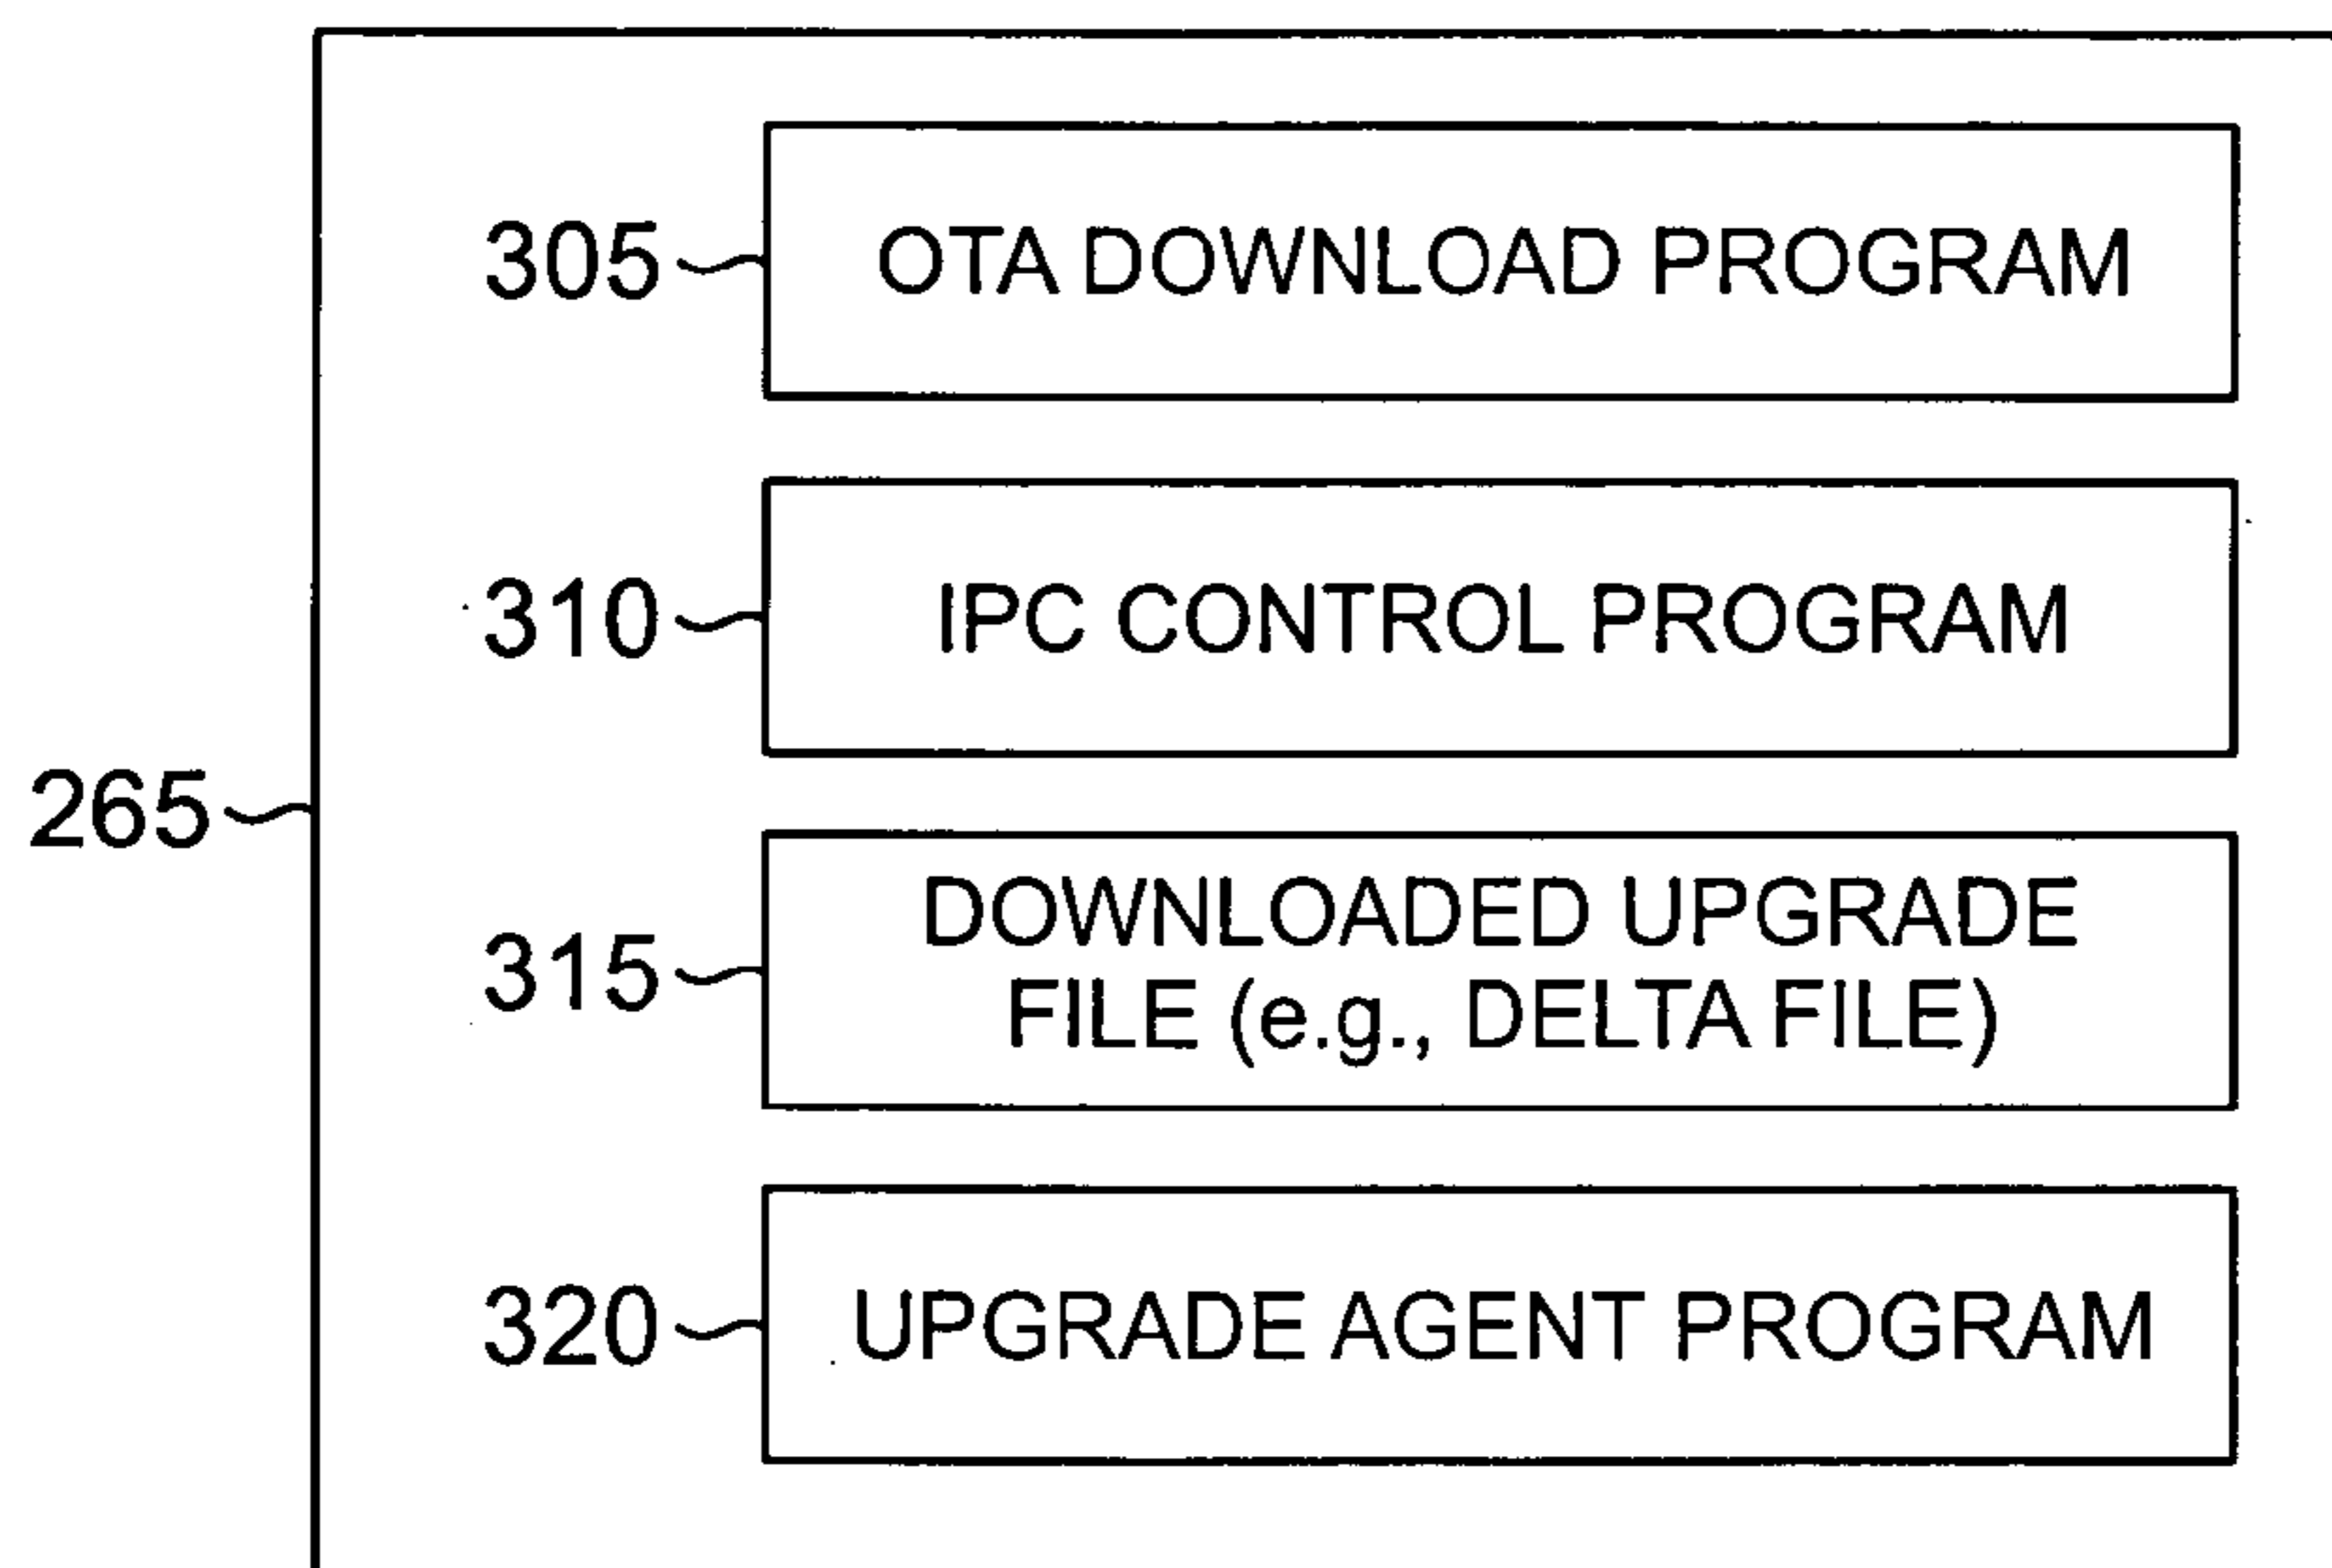 305 OTA DOWNLOAD PROGRAM
310 IPC CONTROL PROGRAM
265
315 DOWNLOADED UPGRADE
FILE (e.g., DELTA FILE)
320 UPGRADE AGENT PROGRAM